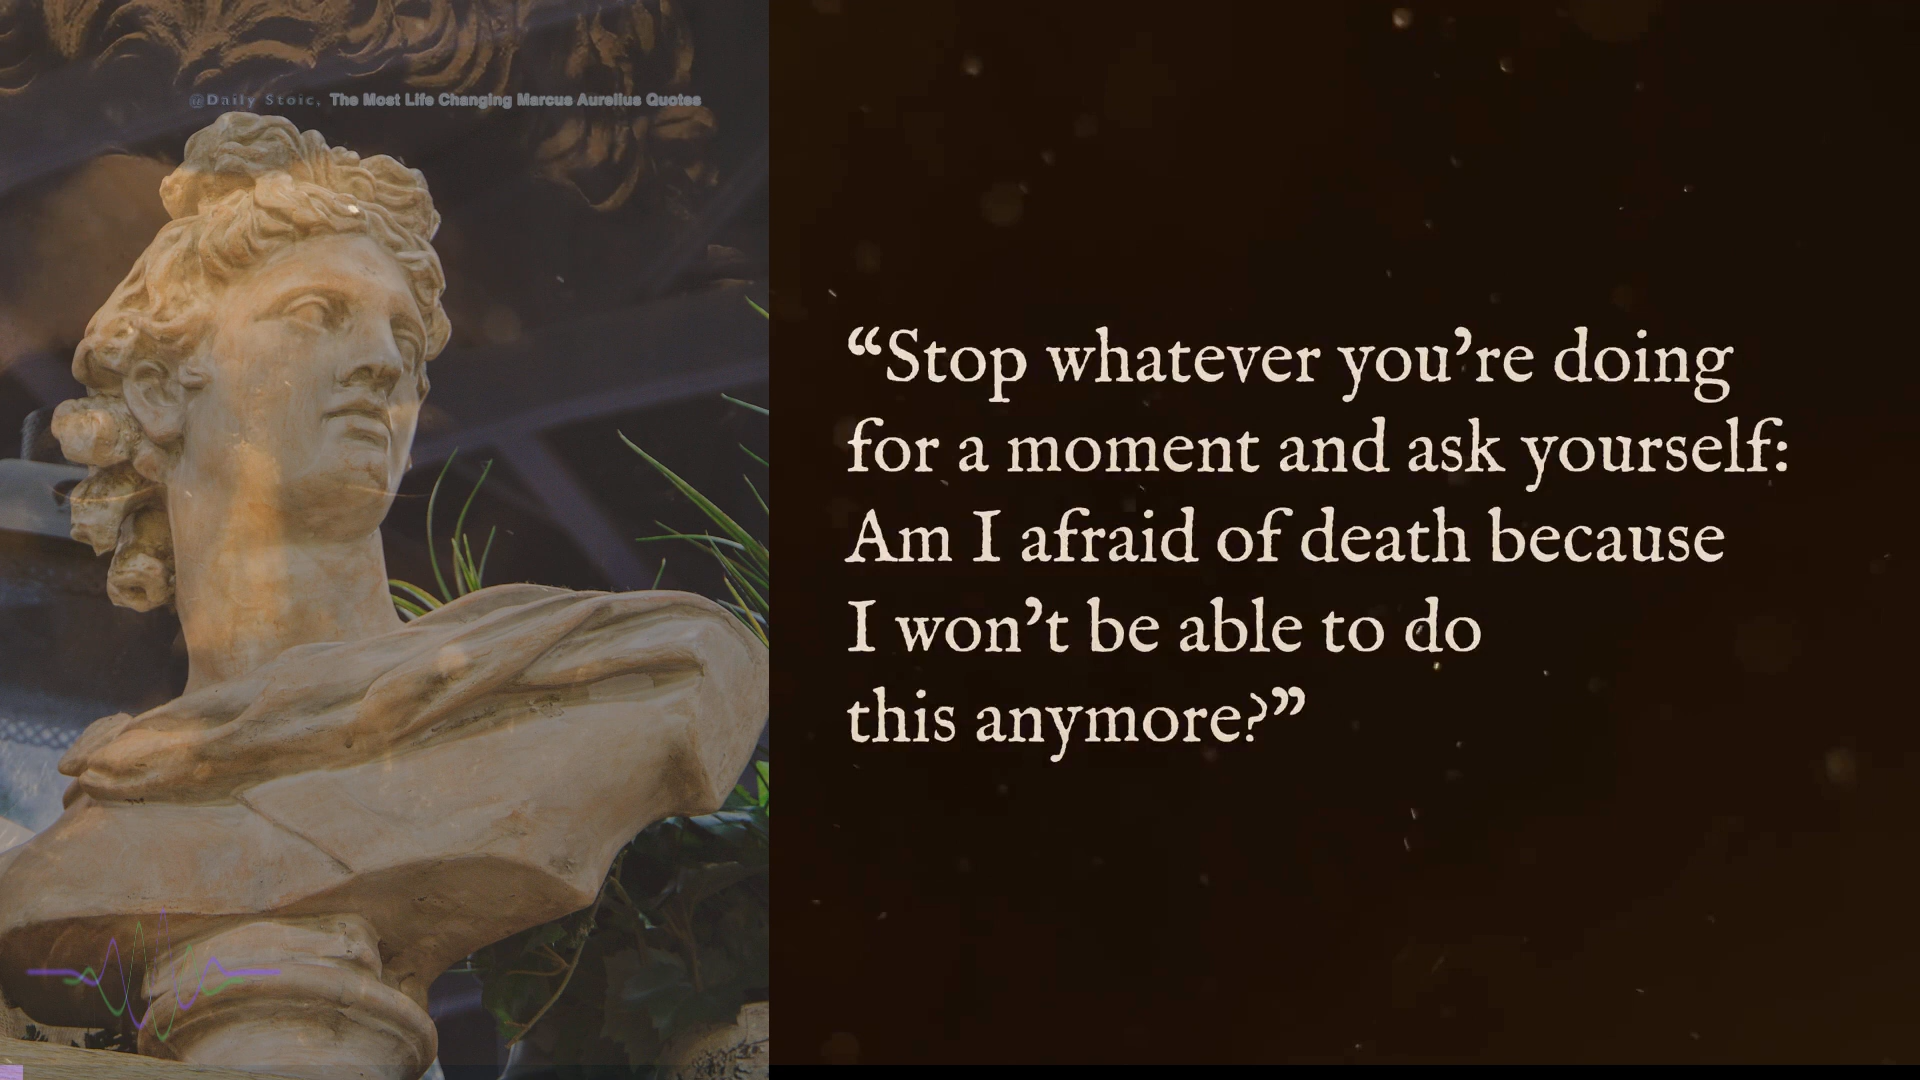 @Daily Stoic, The Most Life Changing Marcus Aurelius Quotes
“Stop whatever you’re doing
for a moment and ask yourself:
Am I afraid of death because
I won’t be able to do
this anymore?”